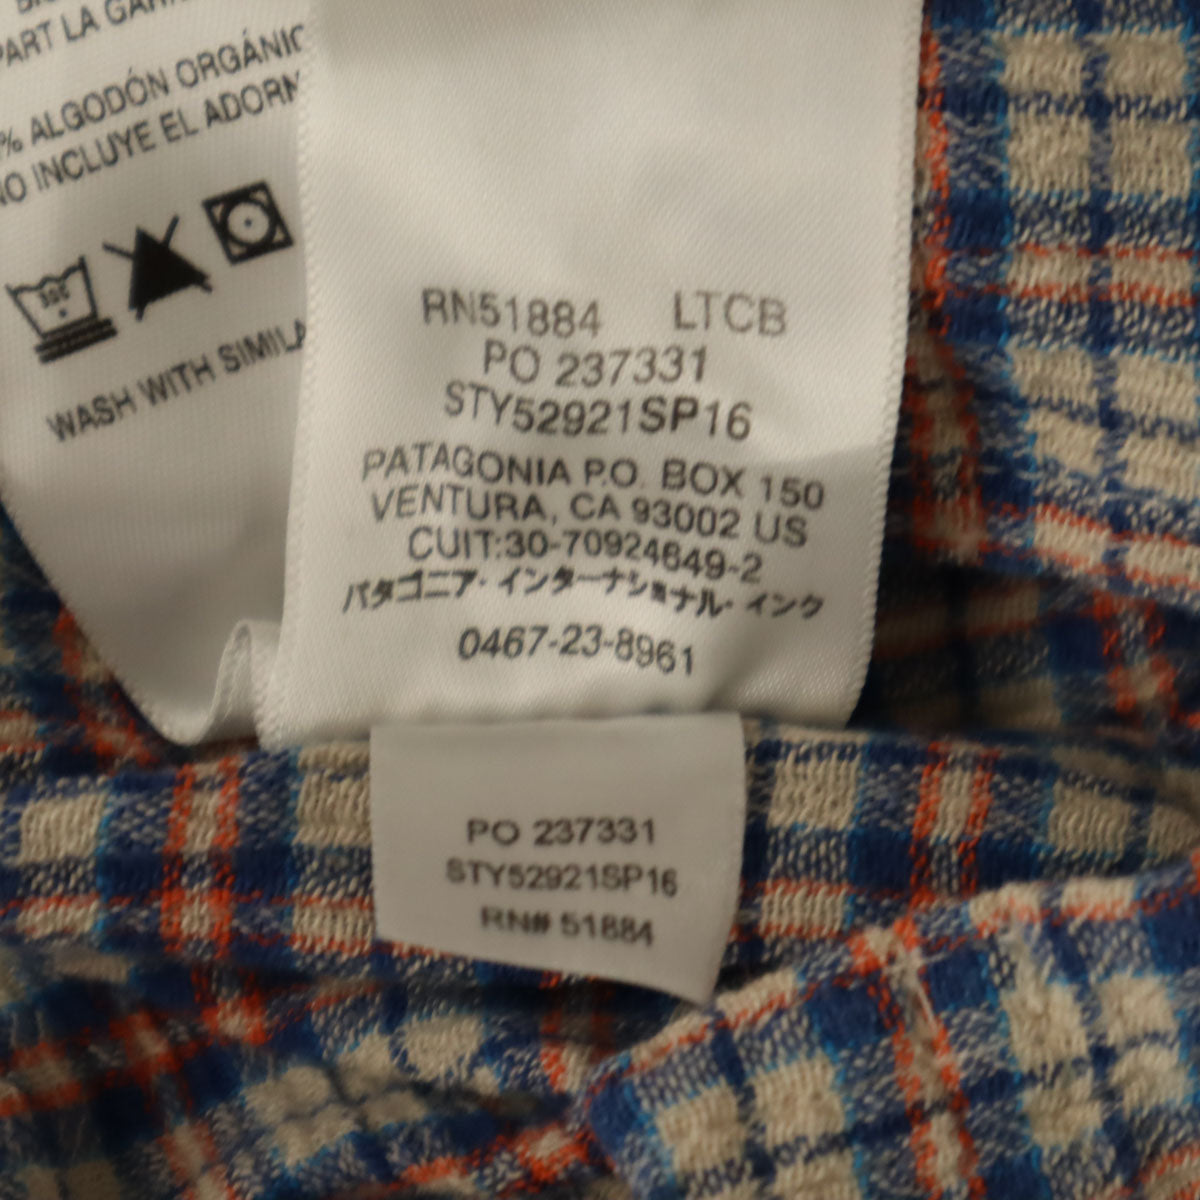 PART LA
% ALGODÓN ORGÁNIC
NO INCLUYE EL ADORN
WASH WITH SIMILA
RN51884 LTCB
PO 237331
STY52921SP16
PATAGONIA P.O. BOX 150
VENTURA, CA 93002 US
CUIT:30-70924649-2
パタゴニア・インターナショナル・インク
0467-23-8961
PO 237331
STY52921SP16
RN# 51884